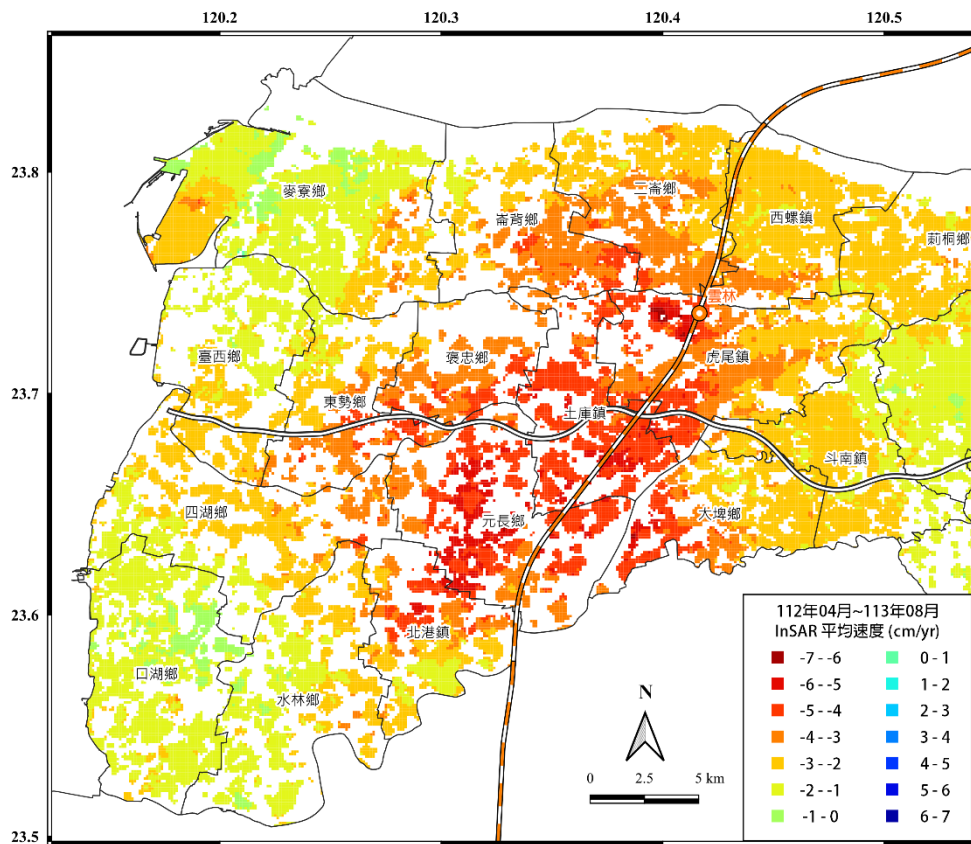 120.2
120.3
120.4
120.5
23.8
23.7
23.6
23.5
麥寮鄉
崙背鄉
二崙鄉
西螺鎮
莿桐鄉
雲林
臺西鄉
褒忠鄉
虎尾鎮
東勢鄉
土庫鎮
斗南鎮
四湖鄉
元長鄉
大埤鄉
北港鎮
口湖鄉
水林鄉
N
0 2.5 5 km
112年04月~113年08月
InSAR 平均速度 (cm/yr)
-7 - -6
-6 - -5
-5 - -4
-4 - -3
-3 - -2
-2 - -1
-1 - 0
0 - 1
1 - 2
2 - 3
3 - 4
4 - 5
5 - 6
6 - 7